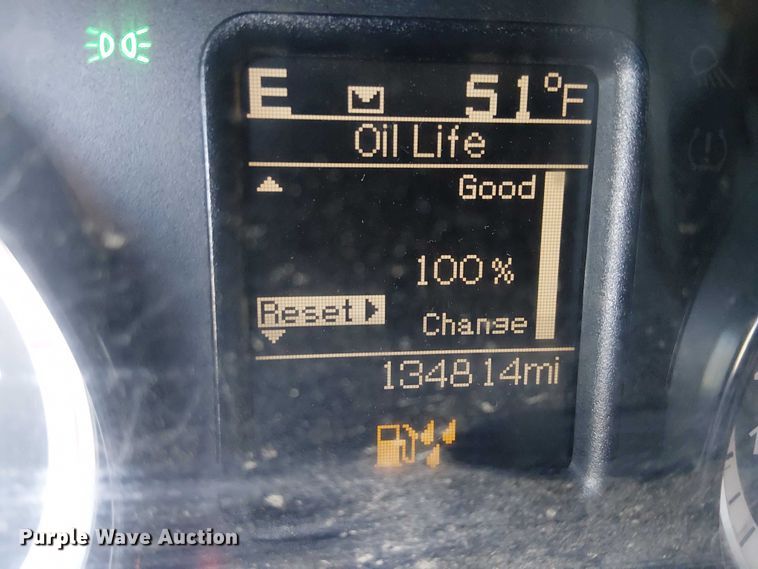 E 51°F
Oil Life
Good
100%
Reset
Change
134814mi
Purple Wave Auction